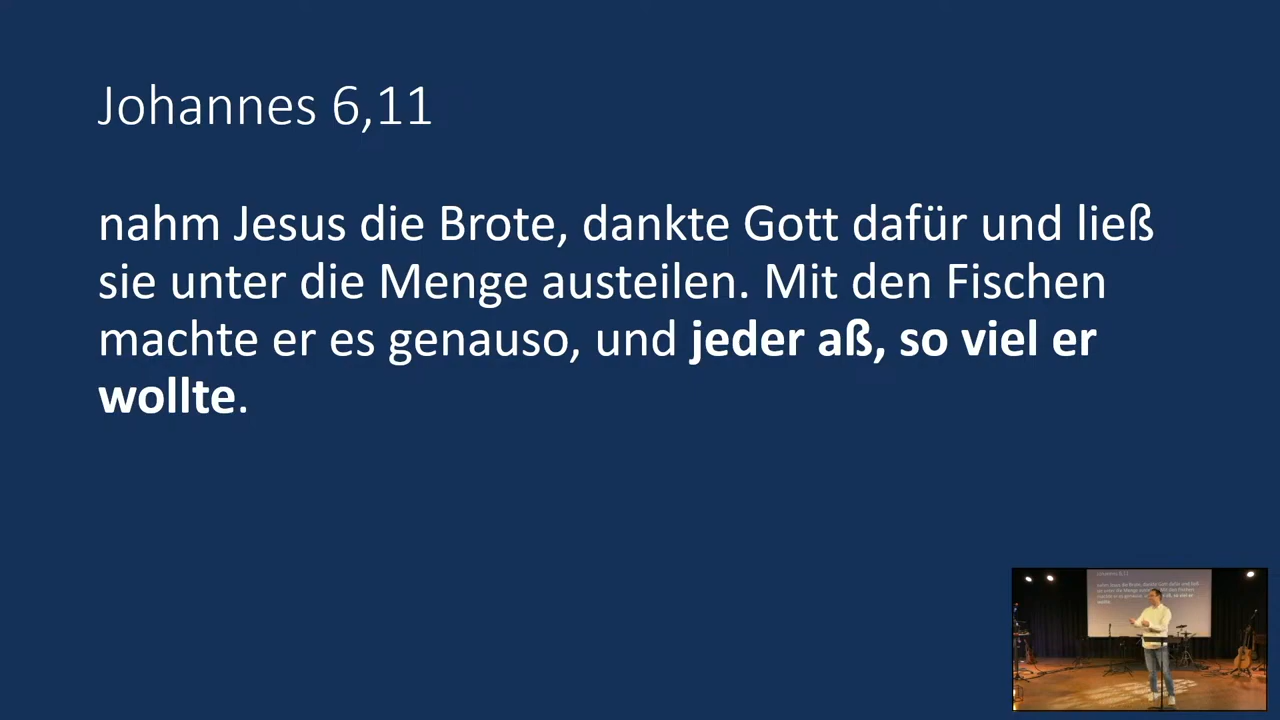 Johannes 6,11
nahm Jesus die Brote, dankte Gott dafür und ließ
sie unter die Menge austeilen. Mit den Fischen
machte er es genauso, und jeder aß, so viel er
wollte.